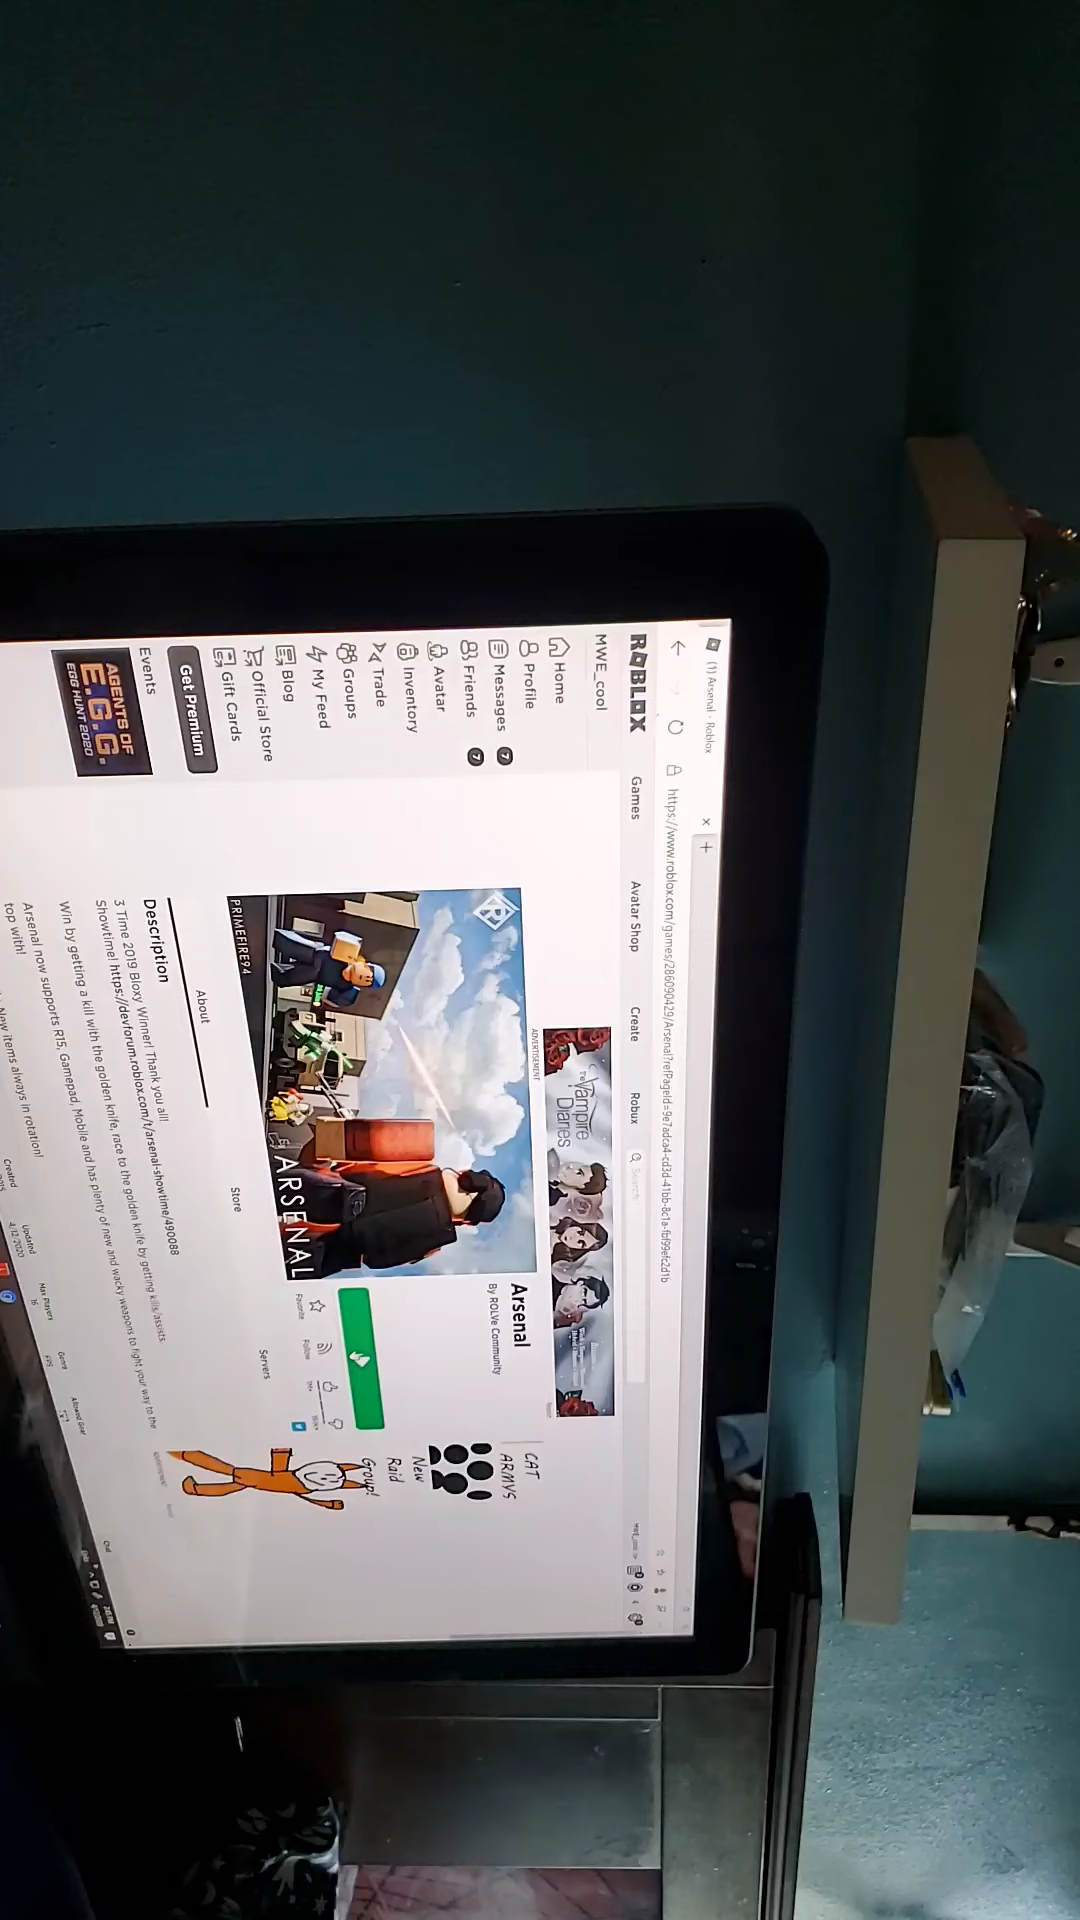 (1) Arsenal - Roblox
https://www.roblox.com/games/286090429/Arsenal?refPageId=9e7adca4-cd3d-41bb-8c1a-fbf99efc2d1b
ROBLOX
Games
Avatar Shop
Create
Robux
Search
MWE_cool
Home
Profile
Messages 7
Friends 7
Avatar
Inventory
Trade
Groups
My Feed
Blog
Official Store
Gift Cards
Get Premium
Events
AGENTS OF
E.G.G.
EGG HUNT 2020
The
Vampire
Diaries
ADVERTISEMENT
PRIMEFIRE94
ARSENAL
Arsenal
By ROLVe Community
Favorite
Follow
CAT
ARMYS
New
Raid
Group!
About
Store
Servers
Description
3 Time 2019 Bloxy Winner! Thank you all!
Showtime! https://devforum.roblox.com/t/arsenal-showtime/490088
Win by getting a kill with the golden knife, race to the golden knife by getting kills/assists.
Arsenal now supports R15, Gamepad, Mobile and has plenty of new and wacky weapons to fight your way to the
top with!
New items always in rotation!
Created
Updated
4/12/2020
Max Players
16
Genre
FPS
Allowed Gear
Chat